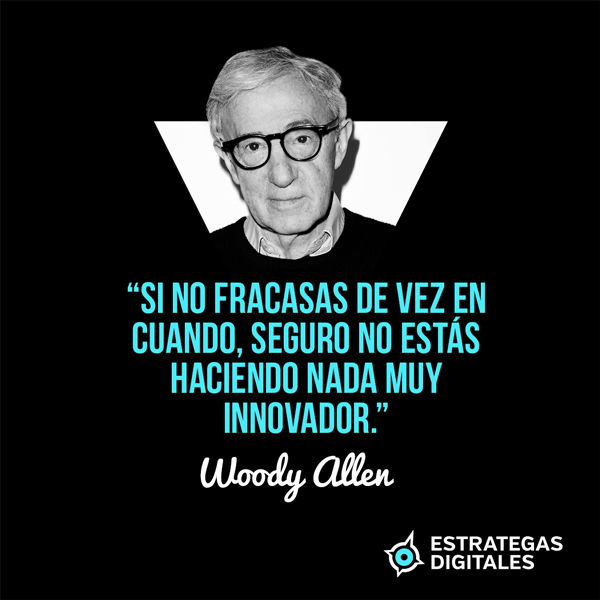 “SI NO FRACASAS DE VEZ EN
CUANDO, SEGURO NO ESTÁS
HACIENDO NADA MUY
INNOVADOR.”
Woody Allen
ESTRATEGAS
DIGITALES